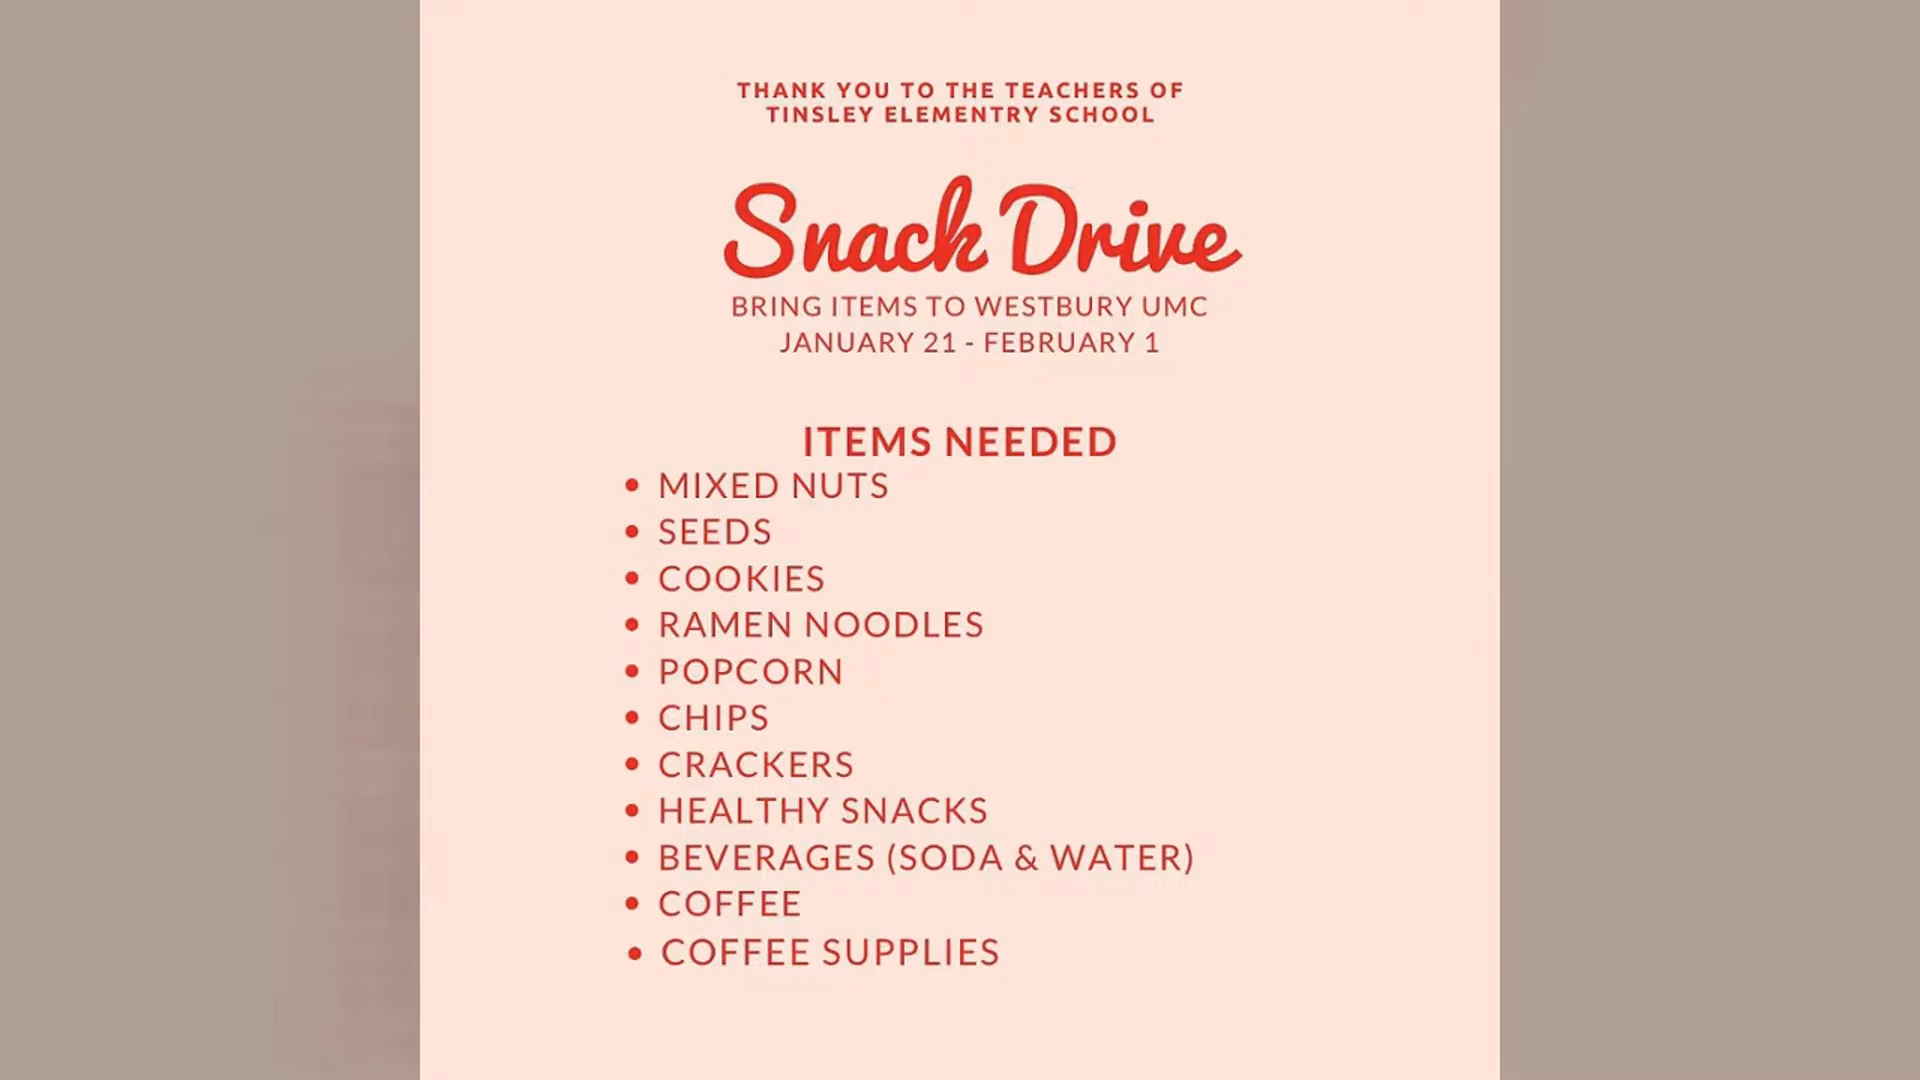 THANK YOU TO THE TEACHERS OF
TINSLEY ELEMENTRY SCHOOL
Snack Drive
BRING ITEMS TO WESTBURY UMC
JANUARY 21 - FEBRUARY 1
ITEMS NEEDED
• MIXED NUTS
• SEEDS
• COOKIES
• RAMEN NOODLES
• POPCORN
• CHIPS
• CRACKERS
• HEALTHY SNACKS
• BEVERAGES (SODA & WATER)
• COFFEE
• COFFEE SUPPLIES